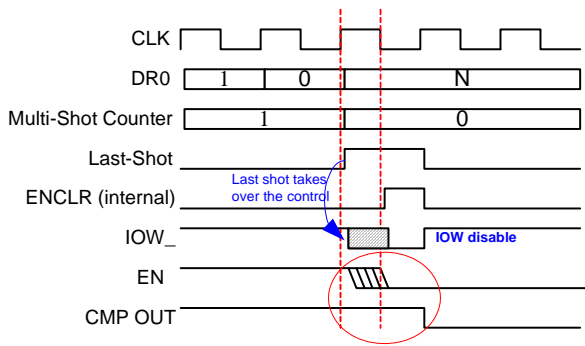 CLK
DR0
1 0 N
Multi-Shot Counter
1 0
Last-Shot
Last shot takes
over the control
ENCLR (internal)
IOW_
IOW disable
EN
CMP OUT